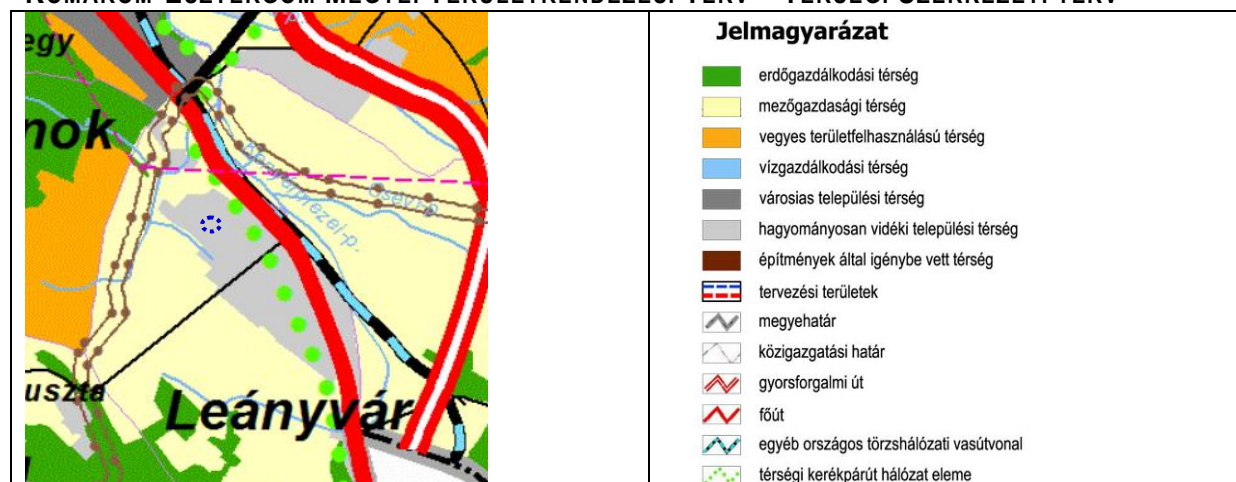 KOMÁROM-ESZTERGOM MEGYEI TERÜLETRENDEZÉSI TERV – TÉRSÉGI SZERKEZETI TERV
egy
p.
nok
Kenyérmezei-p.
Ősévi-p.
uszta
Leányvár
Jelmagyarázat
erdőgazdálkodási térség
mezőgazdasági térség
vegyes területfelhasználású térség
vízgazdálkodási térség
városias települési térség
hagyományosan vidéki települési térség
építmények által igénybe vett térség
tervezési területek
megyehatár
közigazgatási határ
gyorsforgalmi út
főút
egyéb országos törzshálózati vasútvonal
térségi kerékpárút hálózat eleme